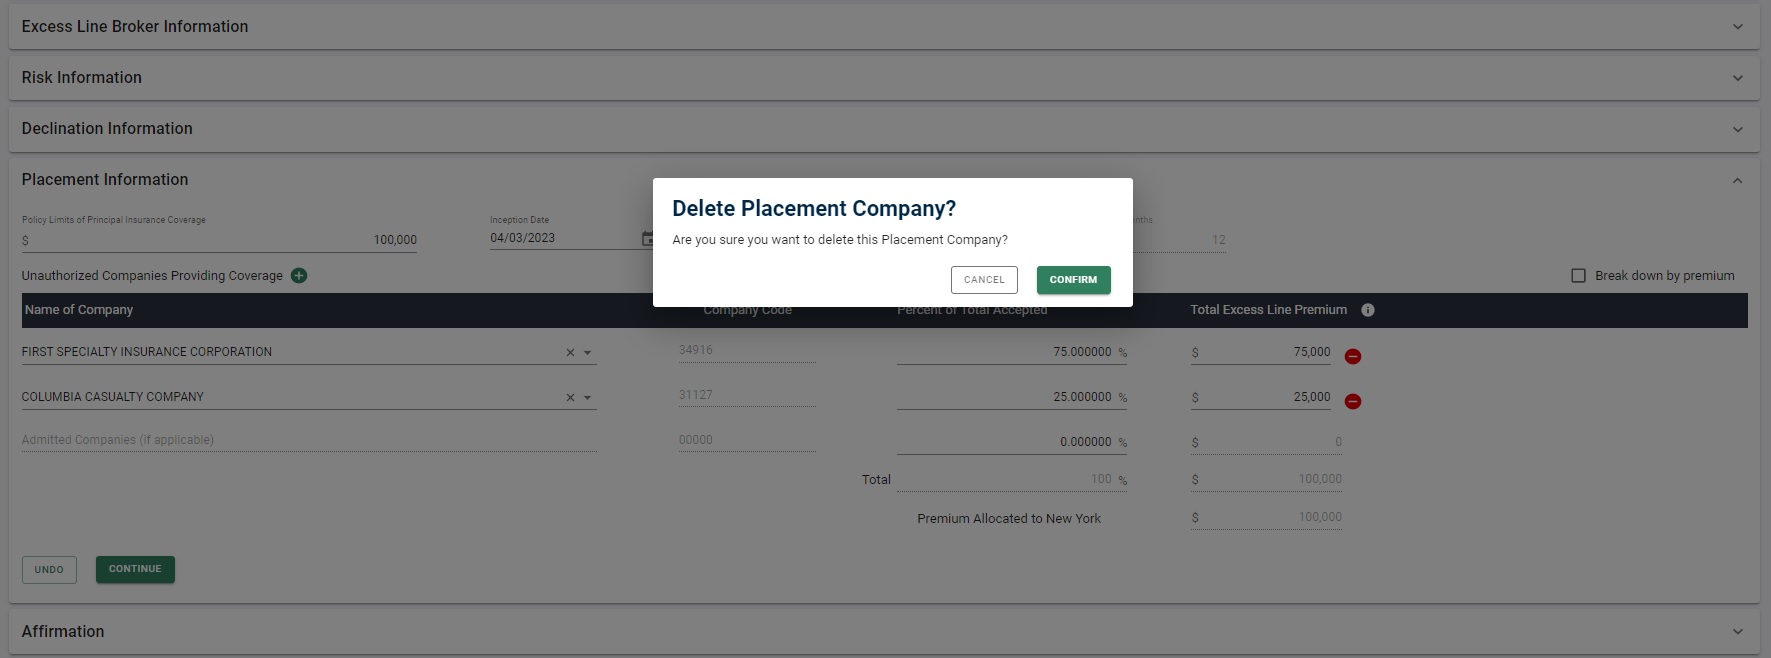 Excess Line Broker Information
Risk Information
Declination Information
Placement Information
Delete Placement Company?
Are you sure you want to delete this Placement Company?
CANCEL CONFIRM
Policy Limits of Principal Insurance Coverage Inception Date
$ 100,000 04/03/2023 12
Unauthorized Companies Providing Coverage Break down by premium
Name of Company Company Code Percent of Total Accepted Total Excess Line Premium
FIRST SPECIALTY INSURANCE CORPORATION 34916 75.000000 % $ 75,000
COLUMBIA CASUALTY COMPANY 31127 25.000000 % $ 25,000
Admitted Companies (if applicable) 00000 0.000000 % $ 0
Total 100 % $ 100,000
Premium Allocated to New York $ 100,000
UNDO CONTINUE
Affirmation